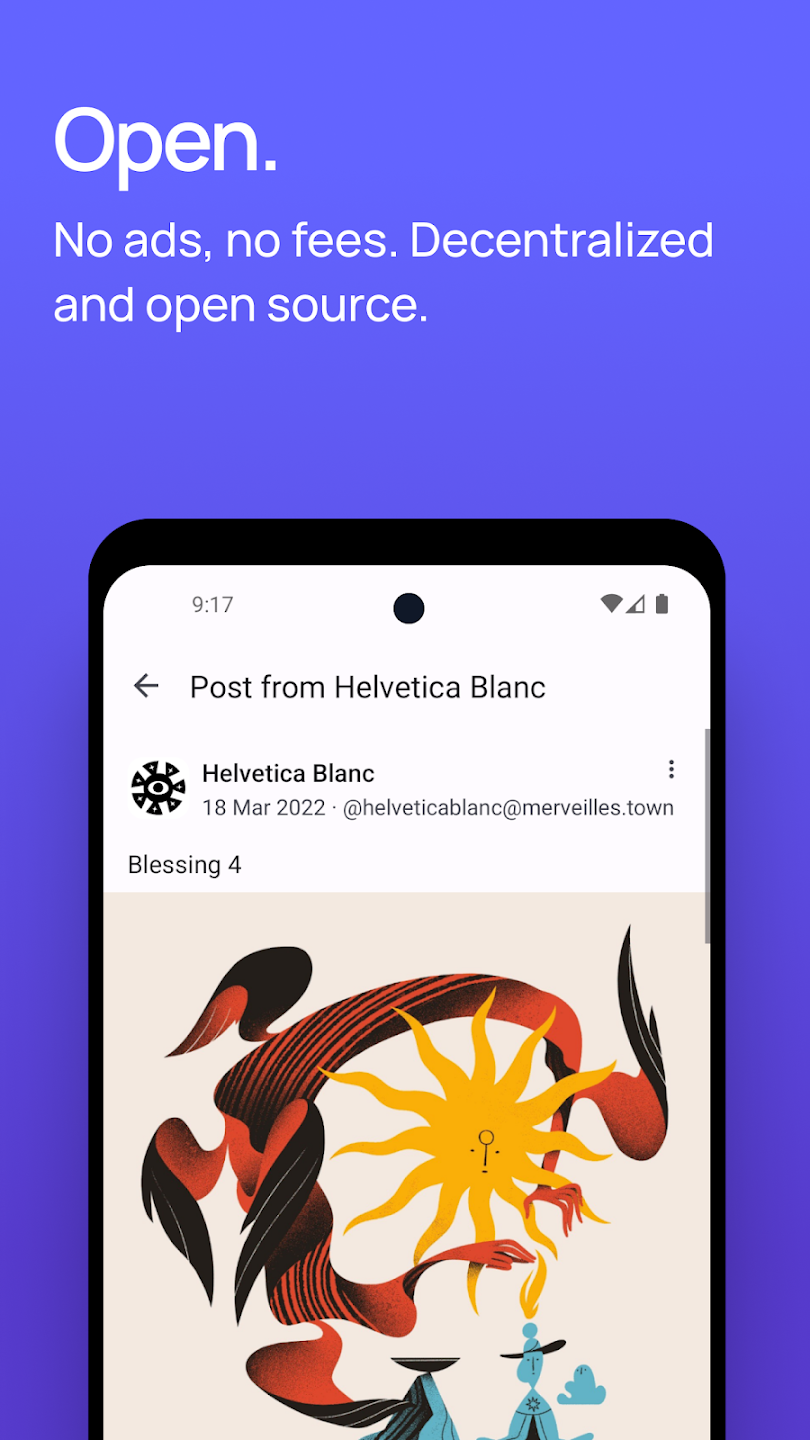 Open.
No ads, no fees. Decentralized
and open source.
9:17
Post from Helvetica Blanc
Helvetica Blanc
18 Mar 2022 · @helveticablanc@merveilles.town
Blessing 4